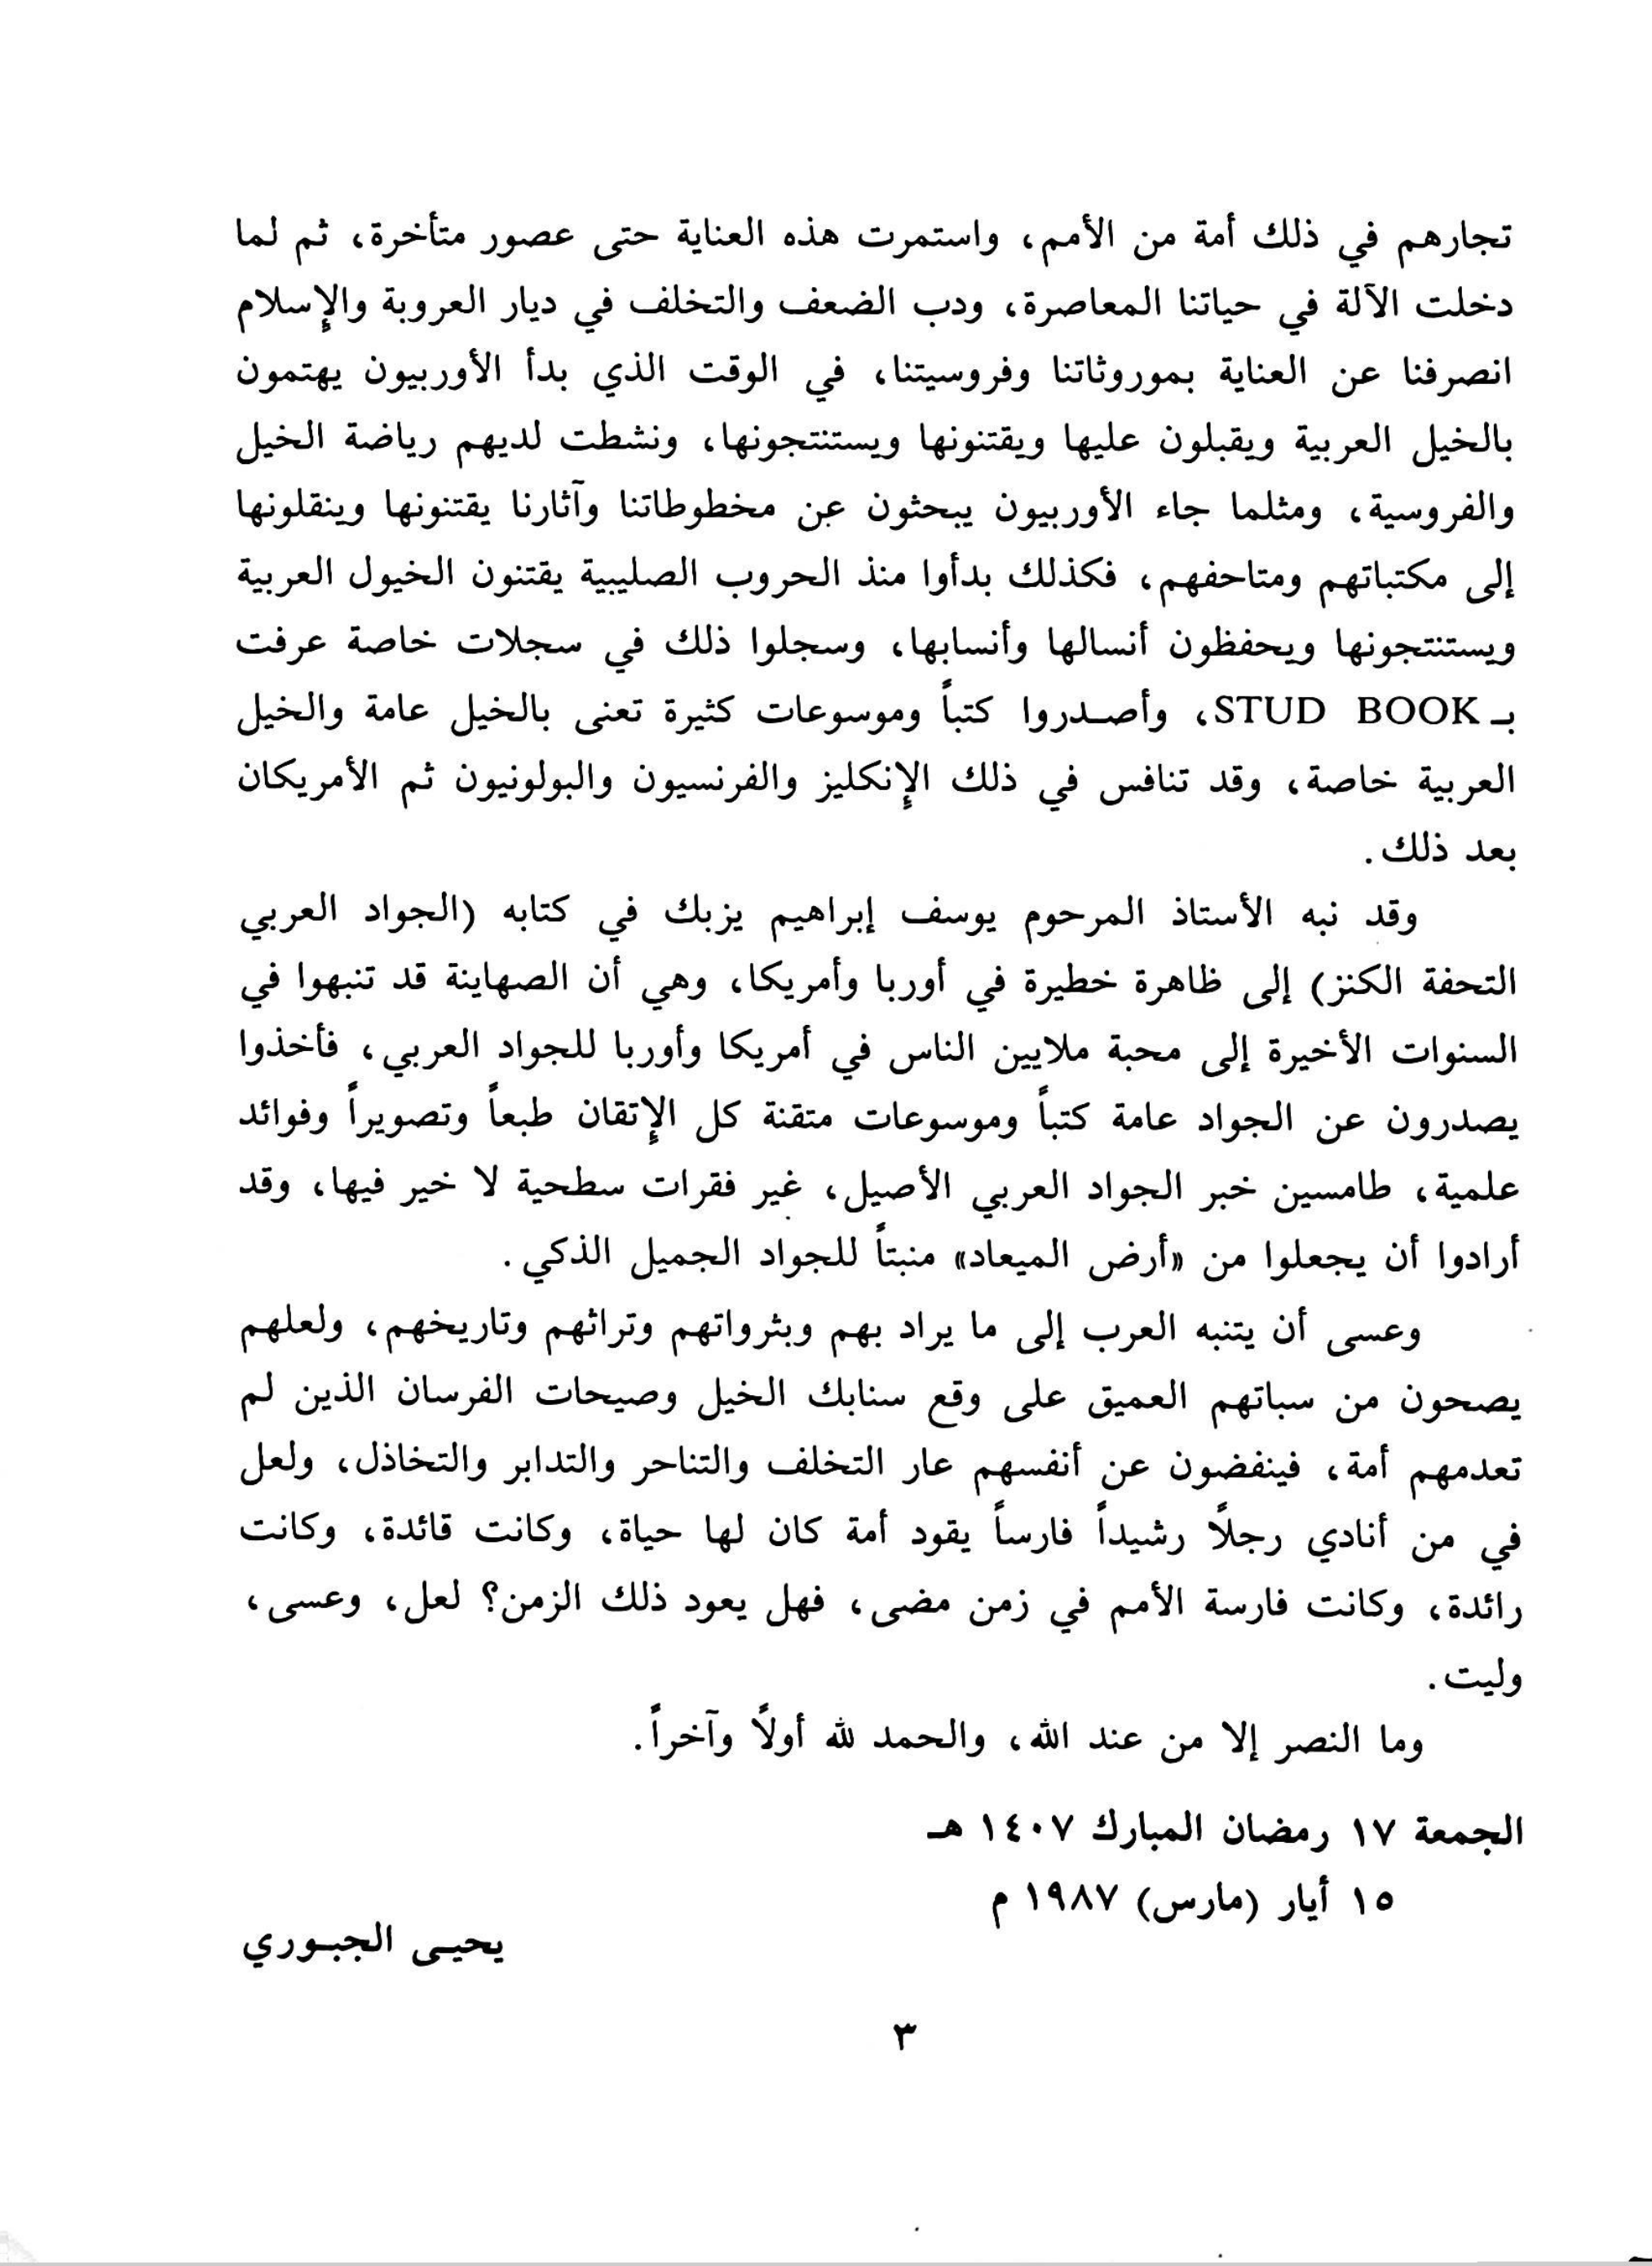 تجارهم في ذلك أمة من الأمم، واستمرت هذه العناية حتى عصور متأخرة، ثم لما
دخلت الآلة في حياتنا المعاصرة، ودب الضعف والتخلف في ديار العروبة والإسلام
انصرفنا عن العناية بموروثاتنا وفروسيتنا، في الوقت الذي بدأ الأوربيون يهتمون
بالخيل العربية ويقبلون عليها ويقتنونها ويستنتجونها، ونشطت لديهم رياضة الخيل
والفروسية، ومثلما جاء الأوربيون يبحثون عن مخطوطاتنا وآثارنا يقتنونها وينقلونها
إلى مكتباتهم ومتاحفهم، فكذلك بدأوا منذ الحروب الصليبية يقتنون الخيول العربية
ويستنتجونها ويحفظون أنسالها وأنسابها، وسجلوا ذلك في سجلات خاصة عرفت
بـ STUD BOOK، وأصدروا كتباً وموسوعات كثيرة تعنى بالخيل عامة والخيل
العربية خاصة، وقد تنافس في ذلك الإنكليز والفرنسيون والبولونيون ثم الأمريكان
بعد ذلك.
وقد نبه الأستاذ المرحوم يوسف إبراهيم يزبك في كتابه (الجواد العربي
التحفة الكنز) إلى ظاهرة خطيرة في أوربا وأمريكا، وهي أن الصهاينة قد تنبهوا في
السنوات الأخيرة إلى محبة ملايين الناس في أمريكا وأوربا للجواد العربي، فأخذوا
يصدرون عن الجواد عامة كتباً وموسوعات متقنة كل الإتقان طبعاً وتصويراً وفوائد
علمية، طامسين خبر الجواد العربي الأصيل، غير فقرات سطحية لا خير فيها، وقد
أرادوا أن يجعلوا من «أرض الميعاد» منبتاً للجواد الجميل الذكي.
وعسى أن يتنبه العرب إلى ما يراد بهم وبثرواتهم وتراثهم وتاريخهم، ولعلهم
يصحون من سباتهم العميق على وقع سنابك الخيل وصيحات الفرسان الذين لم
تعدمهم أمة، فينفضون عن أنفسهم عار التخلف والتناحر والتدابر والتخاذل، ولعل
في من أنادي رجلاً رشيداً فارساً يقود أمة كان لها حياة، وكانت قائدة، وكانت
رائدة، وكانت فارسة الأمم في زمن مضى، فهل يعود ذلك الزمن؟ لعل، وعسى،
وليت.
وما النصر إلا من عند الله، والحمد لله أولاً وآخراً.
الجمعة ١٧ رمضان المبارك ١٤٠٧ هـ
١٥ أيار (مارس) ١٩٨٧ م
يحيـى الجبـوري
٣